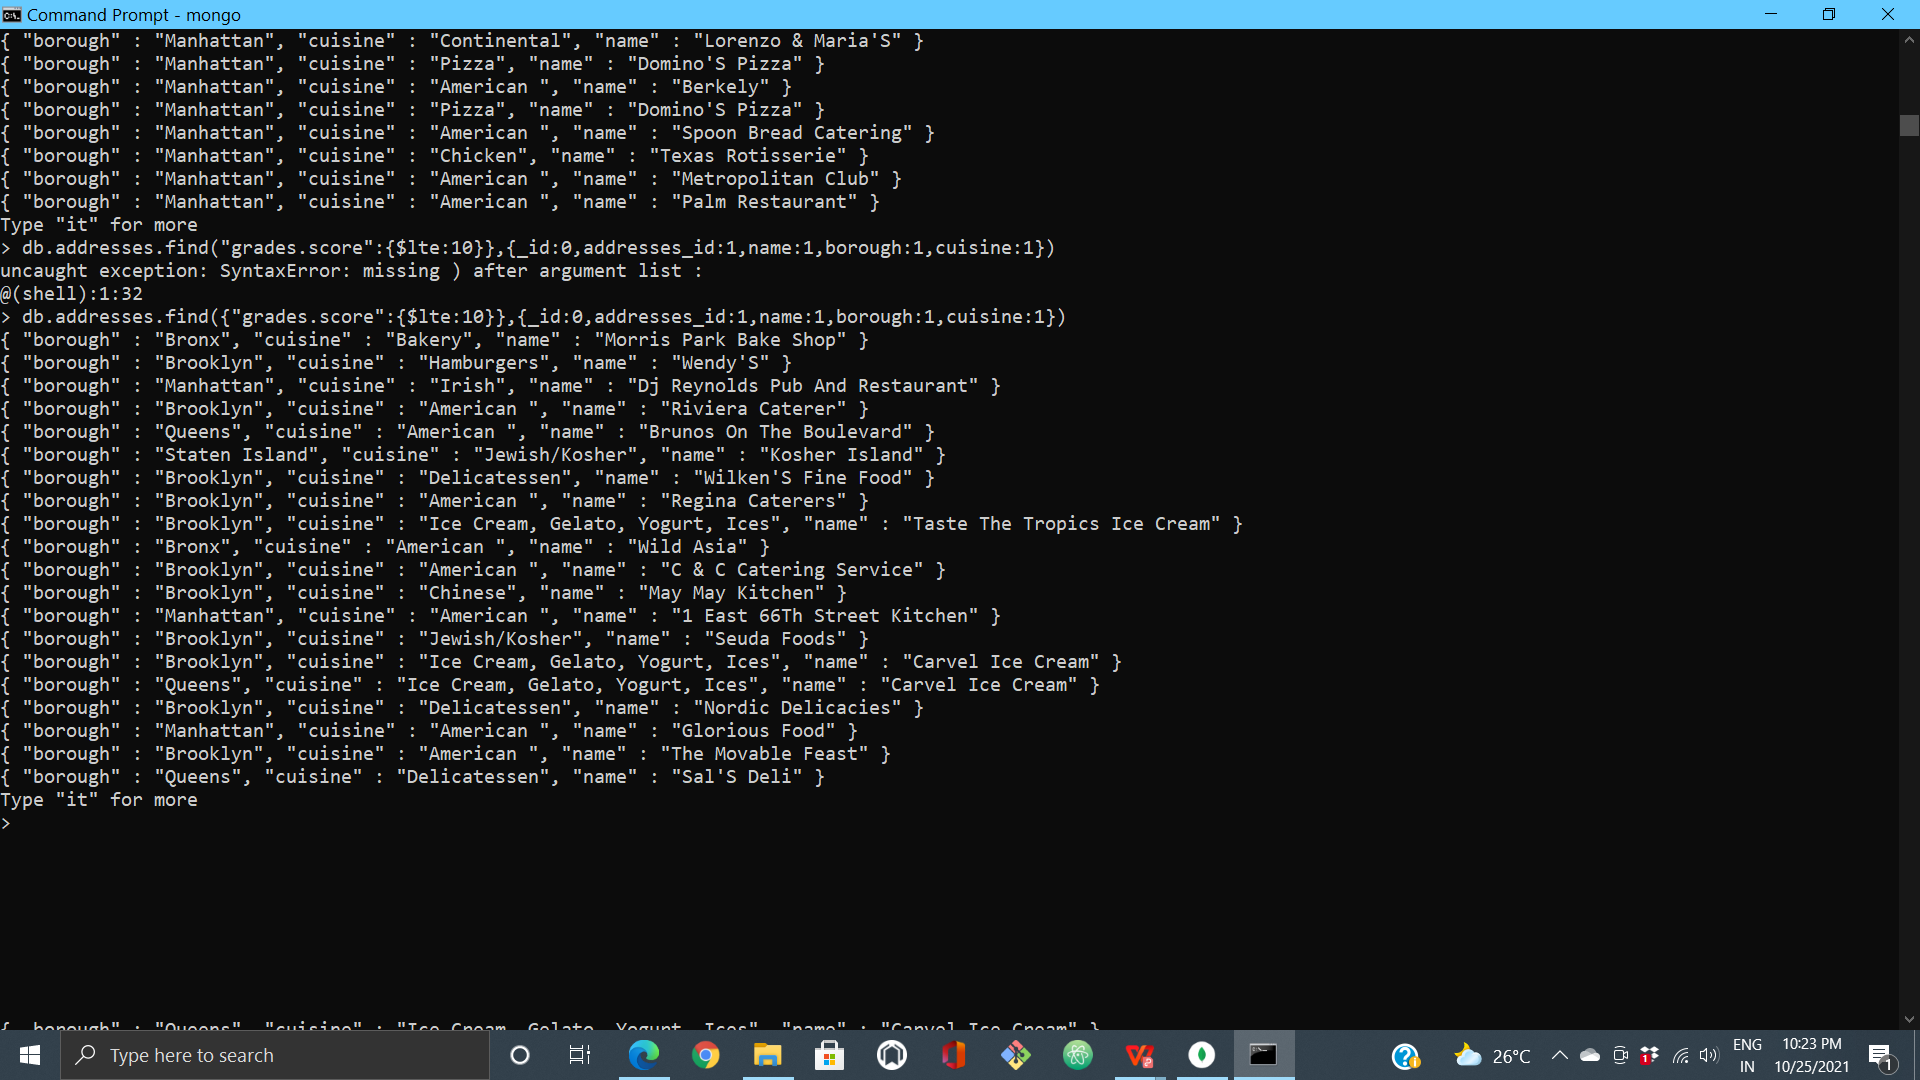 Command Prompt - mongo
{ "borough" : "Manhattan", "cuisine" : "Continental", "name" : "Lorenzo & Maria'S" }
{ "borough" : "Manhattan", "cuisine" : "Pizza", "name" : "Domino'S Pizza" }
{ "borough" : "Manhattan", "cuisine" : "American ", "name" : "Berkely" }
{ "borough" : "Manhattan", "cuisine" : "Pizza", "name" : "Domino'S Pizza" }
{ "borough" : "Manhattan", "cuisine" : "American ", "name" : "Spoon Bread Catering" }
{ "borough" : "Manhattan", "cuisine" : "Chicken", "name" : "Texas Rotisserie" }
{ "borough" : "Manhattan", "cuisine" : "American ", "name" : "Metropolitan Club" }
{ "borough" : "Manhattan", "cuisine" : "American ", "name" : "Palm Restaurant" }
Type "it" for more
> db.addresses.find("grades.score":{$lte:10}},{_id:0,addresses_id:1,name:1,borough:1,cuisine:1})
uncaught exception: SyntaxError: missing ) after argument list :
@(shell):1:32
> db.addresses.find({"grades.score":{$lte:10}},{_id:0,addresses_id:1,name:1,borough:1,cuisine:1})
{ "borough" : "Bronx", "cuisine" : "Bakery", "name" : "Morris Park Bake Shop" }
{ "borough" : "Brooklyn", "cuisine" : "Hamburgers", "name" : "Wendy'S" }
{ "borough" : "Manhattan", "cuisine" : "Irish", "name" : "Dj Reynolds Pub And Restaurant" }
{ "borough" : "Brooklyn", "cuisine" : "American ", "name" : "Riviera Caterer" }
{ "borough" : "Queens", "cuisine" : "American ", "name" : "Brunos On The Boulevard" }
{ "borough" : "Staten Island", "cuisine" : "Jewish/Kosher", "name" : "Kosher Island" }
{ "borough" : "Brooklyn", "cuisine" : "Delicatessen", "name" : "Wilken'S Fine Food" }
{ "borough" : "Brooklyn", "cuisine" : "American ", "name" : "Regina Caterers" }
{ "borough" : "Brooklyn", "cuisine" : "Ice Cream, Gelato, Yogurt, Ices", "name" : "Taste The Tropics Ice Cream" }
{ "borough" : "Bronx", "cuisine" : "American ", "name" : "Wild Asia" }
{ "borough" : "Brooklyn", "cuisine" : "American ", "name" : "C & C Catering Service" }
{ "borough" : "Brooklyn", "cuisine" : "Chinese", "name" : "May May Kitchen" }
{ "borough" : "Manhattan", "cuisine" : "American ", "name" : "1 East 66Th Street Kitchen" }
{ "borough" : "Brooklyn", "cuisine" : "Jewish/Kosher", "name" : "Seuda Foods" }
{ "borough" : "Brooklyn", "cuisine" : "Ice Cream, Gelato, Yogurt, Ices", "name" : "Carvel Ice Cream" }
{ "borough" : "Queens", "cuisine" : "Ice Cream, Gelato, Yogurt, Ices", "name" : "Carvel Ice Cream" }
{ "borough" : "Brooklyn", "cuisine" : "Delicatessen", "name" : "Nordic Delicacies" }
{ "borough" : "Manhattan", "cuisine" : "American ", "name" : "Glorious Food" }
{ "borough" : "Brooklyn", "cuisine" : "American ", "name" : "The Movable Feast" }
{ "borough" : "Queens", "cuisine" : "Delicatessen", "name" : "Sal'S Deli" }
Type "it" for more
>
{ borough" : "Queens", "cuisine" : "Ice Cream, Gelato, Yogurt, Ices", "name" : "Carvel Ice Cream" }
Type here to search
26°C
1
ENG
IN
10:23 PM
10/25/2021
1